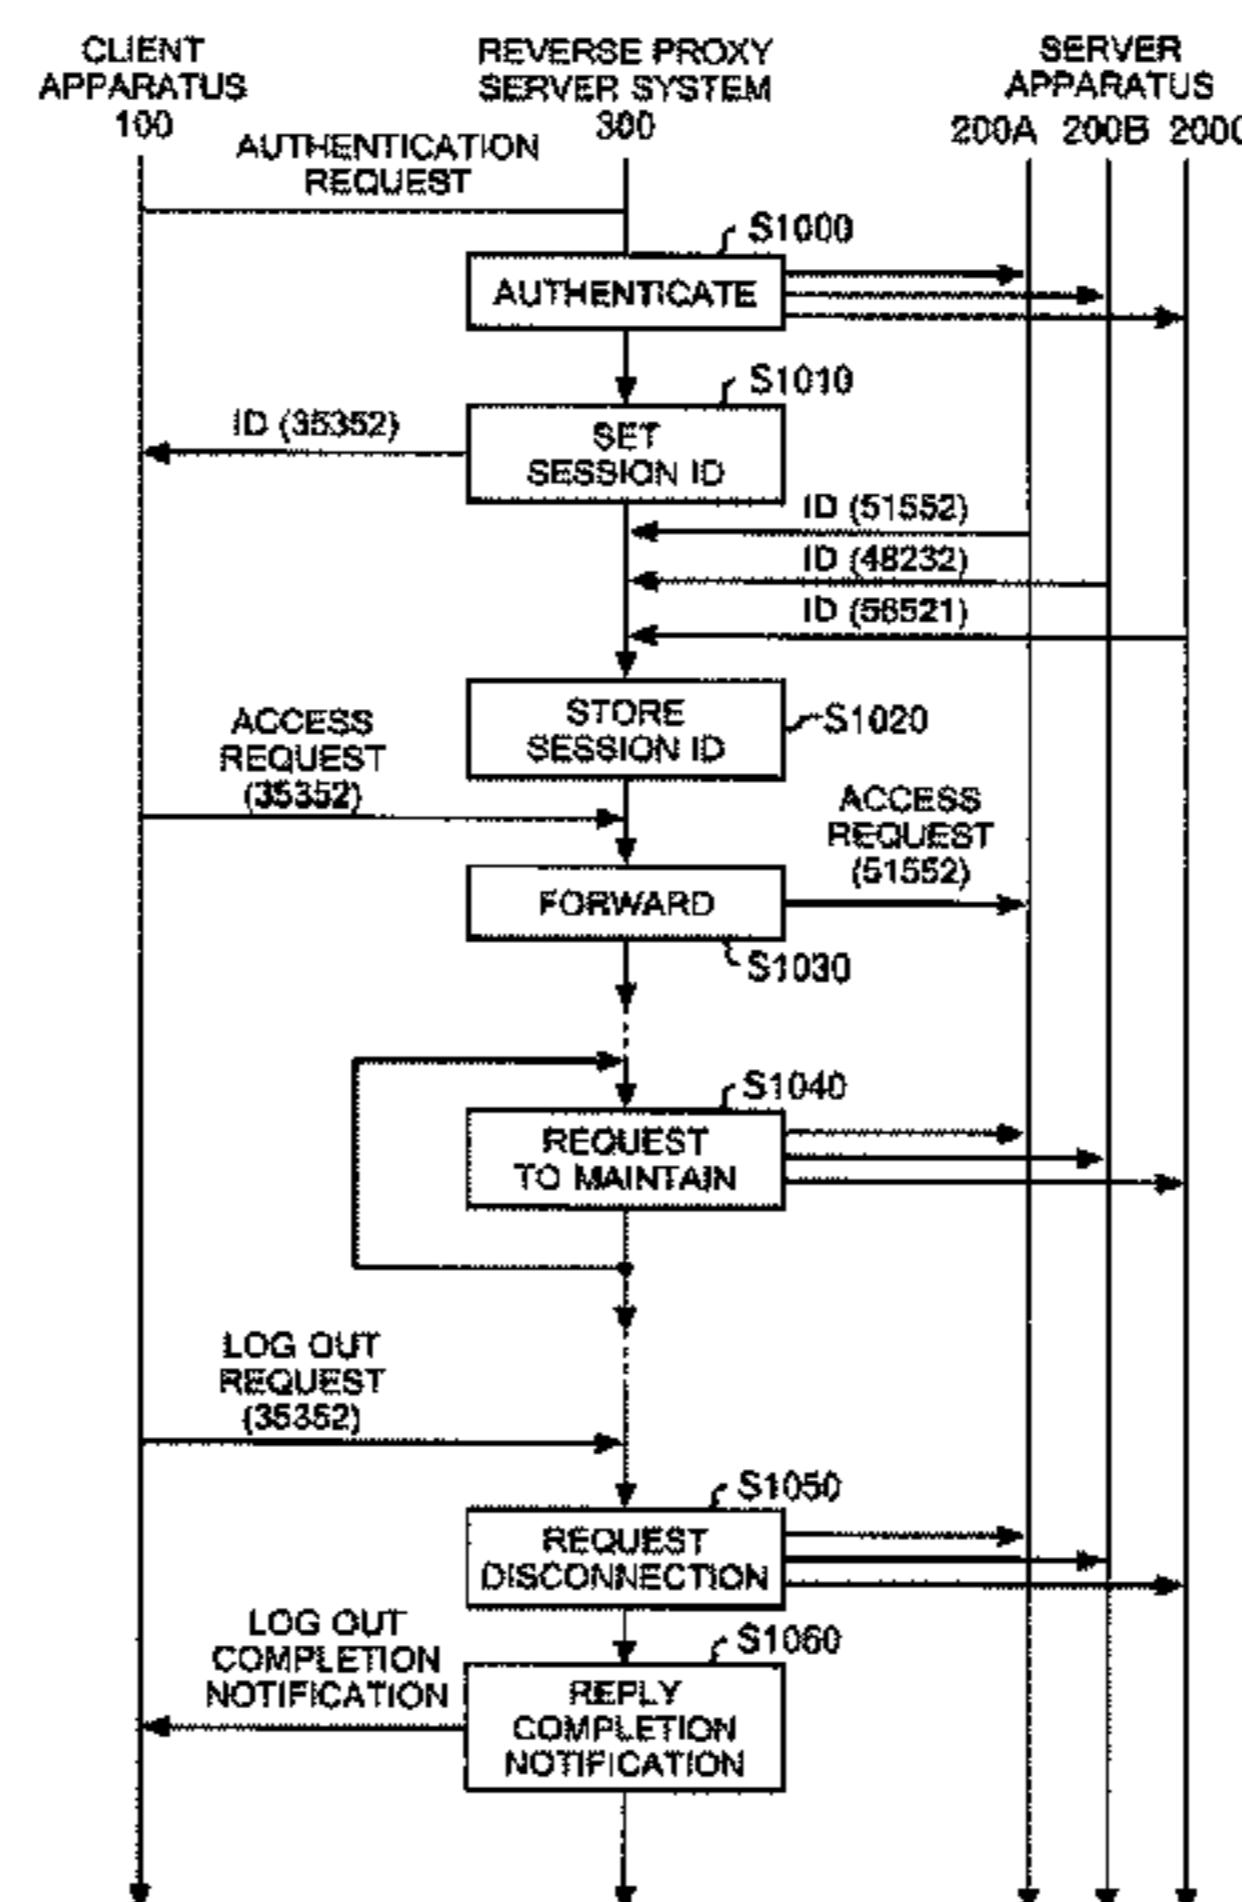 CLIENT
APPARATUS
100
REVERSE PROXY
SERVER SYSTEM
300
SERVER
APPARATUS
200A 200B 200C
AUTHENTICATION
REQUEST
S1000
AUTHENTICATE
S1010
ID (35352)
SET
SESSION ID
ID (51552)
ID (48232)
ID (56521)
STORE
SESSION ID
S1020
ACCESS
REQUEST
(35352)
ACCESS
REQUEST
(51552)
FORWARD
S1030
S1040
REQUEST
TO MAINTAIN
LOG OUT
REQUEST
(35352)
S1050
REQUEST
DISCONNECTION
LOG OUT
COMPLETION
NOTIFICATION
S1060
REPLY
COMPLETION
NOTIFICATION